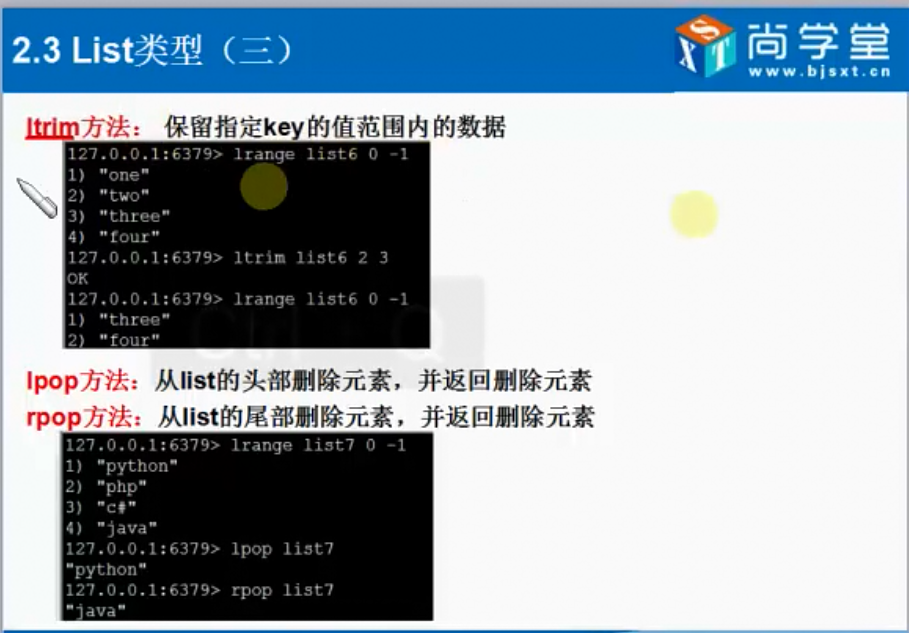 2.3 List类型（三）
SXT 尚学堂
www.bjsxt.cn
ltrim方法： 保留指定key的值范围内的数据
127.0.0.1:6379> lrange list6 0 -1
1) "one"
2) "two"
3) "three"
4) "four"
127.0.0.1:6379> ltrim list6 2 3
OK
127.0.0.1:6379> lrange list6 0 -1
1) "three"
2) "four"
Ctrl + Q
lpop方法：从list的头部删除元素，并返回删除元素
rpop方法：从list的尾部删除元素，并返回删除元素
127.0.0.1:6379> lrange list7 0 -1
1) "python"
2) "php"
3) "c#"
4) "java"
127.0.0.1:6379> lpop list7
"python"
127.0.0.1:6379> rpop list7
"java"